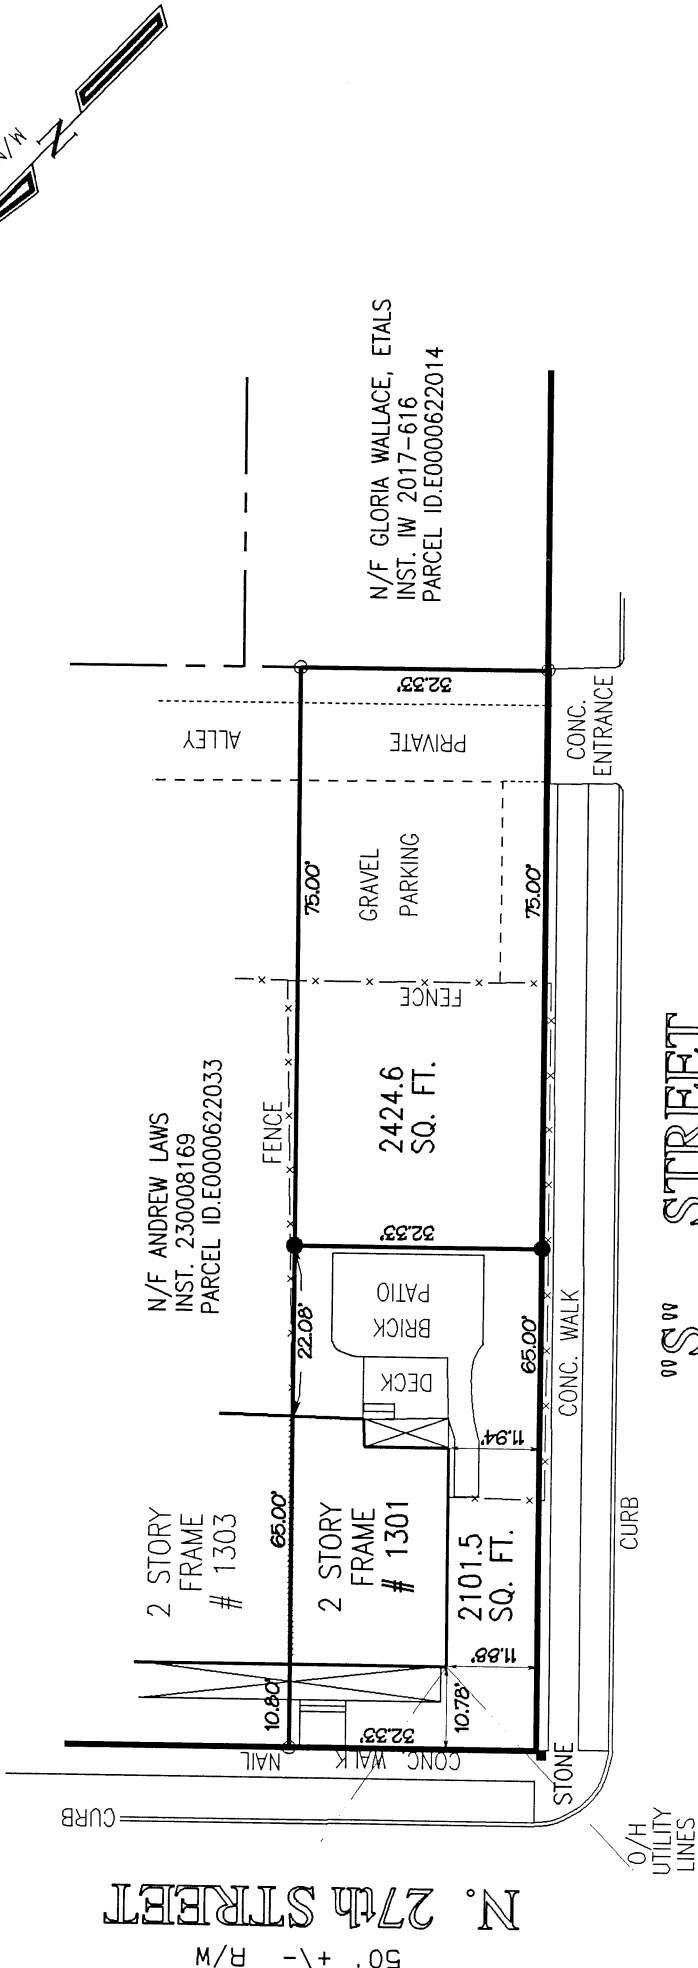 N
N/F GLORIA WALLACE, ETALS
INST. IW 2017-616
PARCEL ID.E0000622014
32.33'
ALLEY
PRIVATE
CONC.
ENTRANCE
75.00'
GRAVEL
PARKING
75.00'
FENCE
N/F ANDREW LAWS
INST. 230008169
PARCEL ID.E0000622033
FENCE
2424.6
SQ. FT.
32.33'
22.08'
BRICK
PATIO
65.00'
DECK
CONC. WALK
"S" STREET
11.94'
2 STORY
FRAME
# 1303
65.00'
2 STORY
FRAME
# 1301
2101.5
SQ. FT.
CURB
11.88'
10.80'
10.78'
32.33'
NAIL
CONC. WALK
STONE
CURB
O/H
UTILITY
LINES
N. 27th STREET
50' +/- R/W